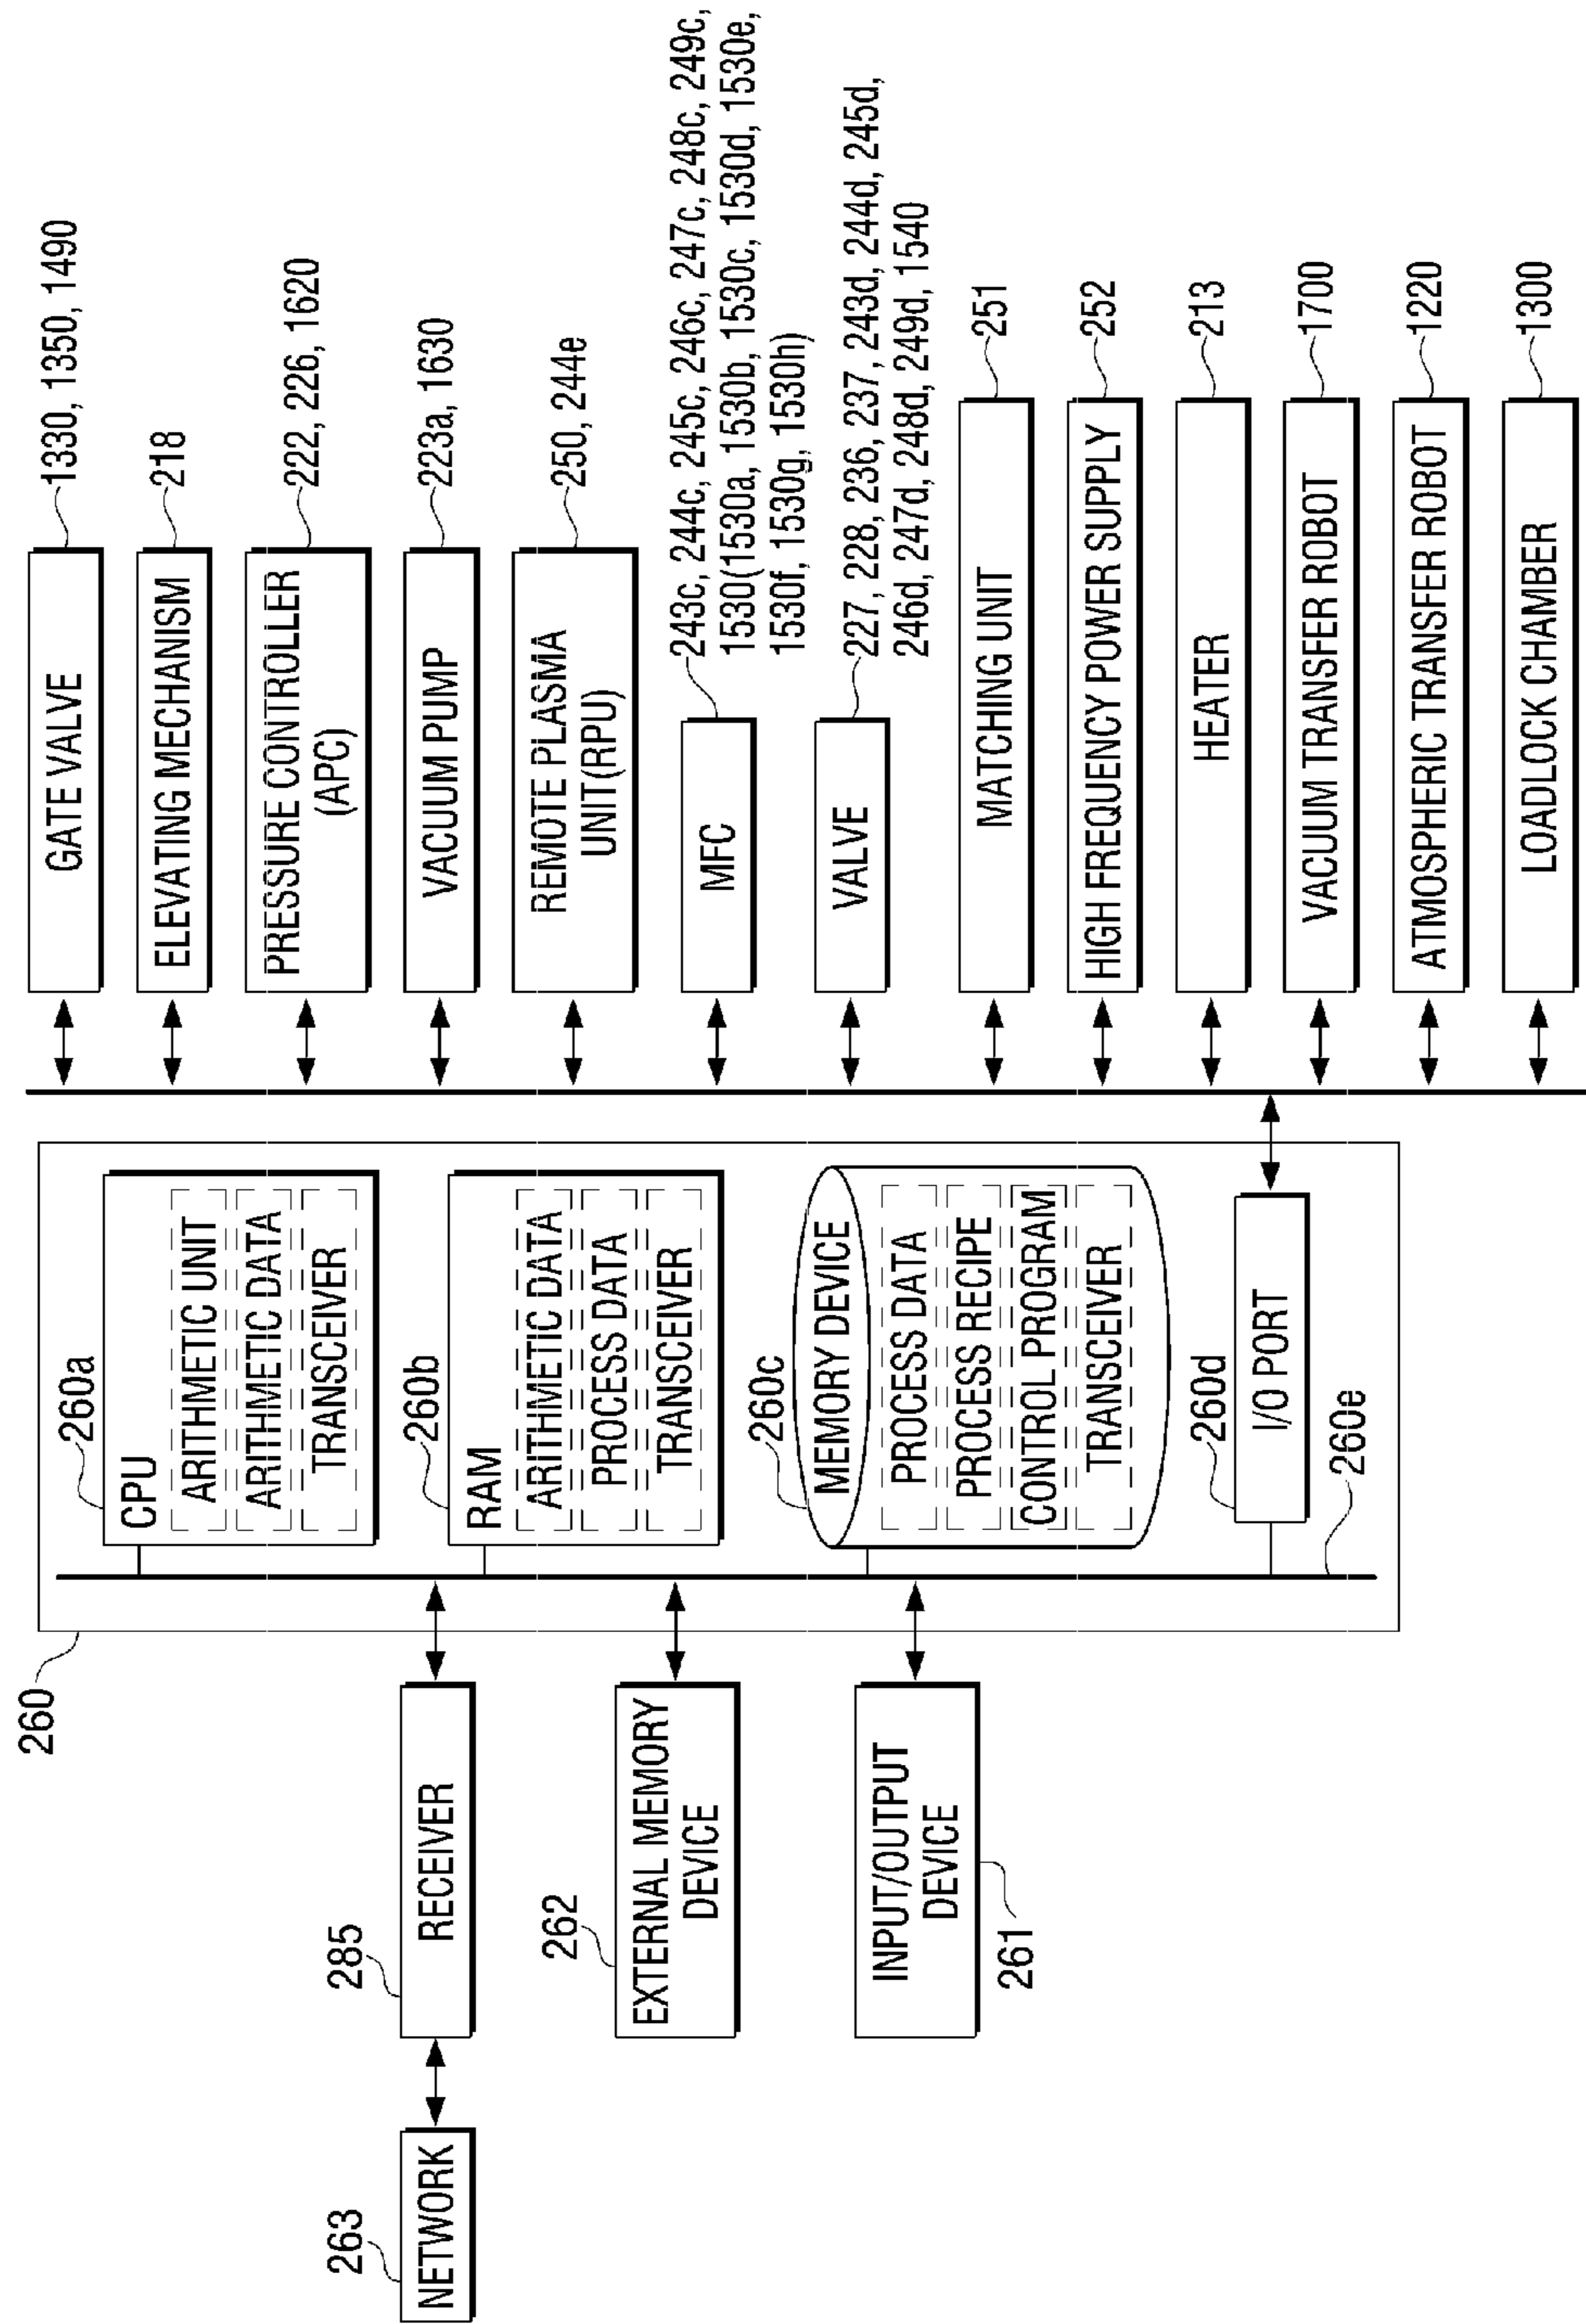 260
263
NETWORK
285
RECEIVER
262
EXTERNAL MEMORY
DEVICE
INPUT/OUTPUT
DEVICE
261
260a
CPU
ARITHMETIC UNIT
ARITHMETIC DATA
TRANSCEIVER
260b
RAM
ARITHMETIC DATA
PROCESS DATA
TRANSCEIVER
260c
MEMORY DEVICE
PROCESS DATA
PROCESS RECIPE
CONTROL PROGRAM
TRANSCEIVER
260d
I/O PORT
260e
GATE VALVE
1330, 1350, 1490
ELEVATING MECHANISM
218
PRESSURE CONTROLLER
(APC)
222, 226, 1620
VACUUM PUMP
223a, 1630
REMOTE PLASMA
UNIT(RPU)
250, 244e
MFC
243c, 244c, 245c, 246c, 247c, 248c, 249c,
1530(1530a, 1530b, 1530c, 1530d, 1530e,
1530f, 1530g, 1530h)
VALVE
227, 228, 236, 237, 243d, 244d, 245d,
246d, 247d, 248d, 249d, 1540
MATCHING UNIT
251
HIGH FREQUENCY POWER SUPPLY
252
HEATER
213
VACUUM TRANSFER ROBOT
1700
ATMOSPHERIC TRANSFER ROBOT
1220
LOADLOCK CHAMBER
1300